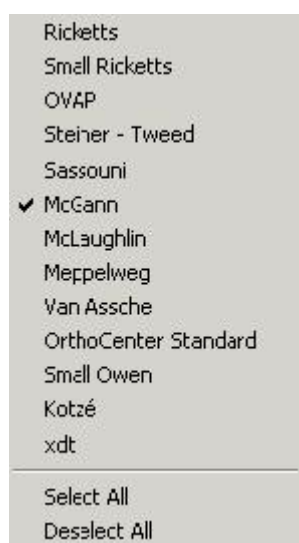 Ricketts
Small Ricketts
OVAP
Steiner - Tweed
Sassouni
McGann
McLaughlin
Meppelweg
Van Assche
OrthoCenter Standard
Small Owen
Kotzé
xdt
Select All
Deselect All